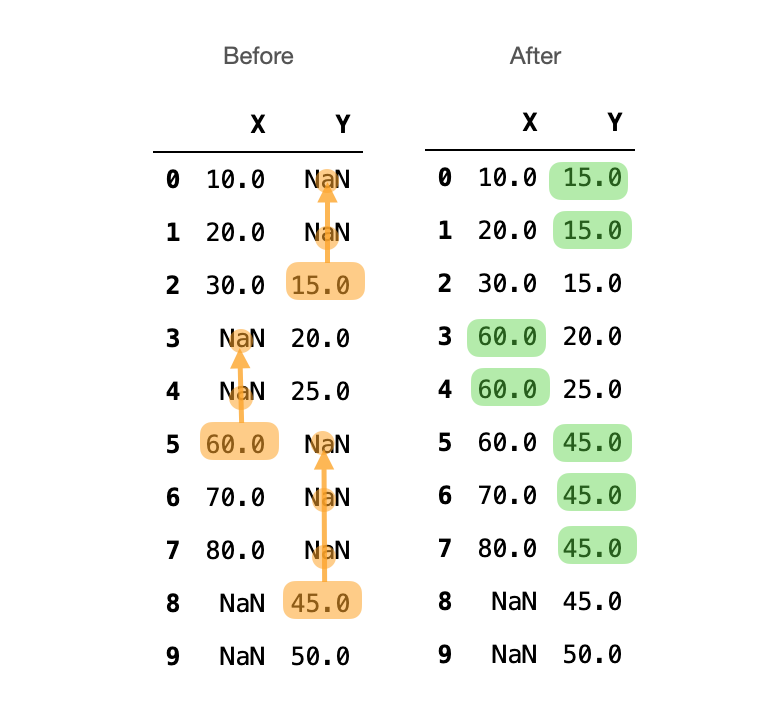 Before After
X Y X Y
0 10.0 NaN 0 10.0 15.0
1 20.0 NaN 1 20.0 15.0
2 30.0 15.0 2 30.0 15.0
3 NaN 20.0 3 60.0 20.0
4 NaN 25.0 4 60.0 25.0
5 60.0 NaN 5 60.0 45.0
6 70.0 NaN 6 70.0 45.0
7 80.0 NaN 7 80.0 45.0
8 NaN 45.0 8 NaN 45.0
9 NaN 50.0 9 NaN 50.0